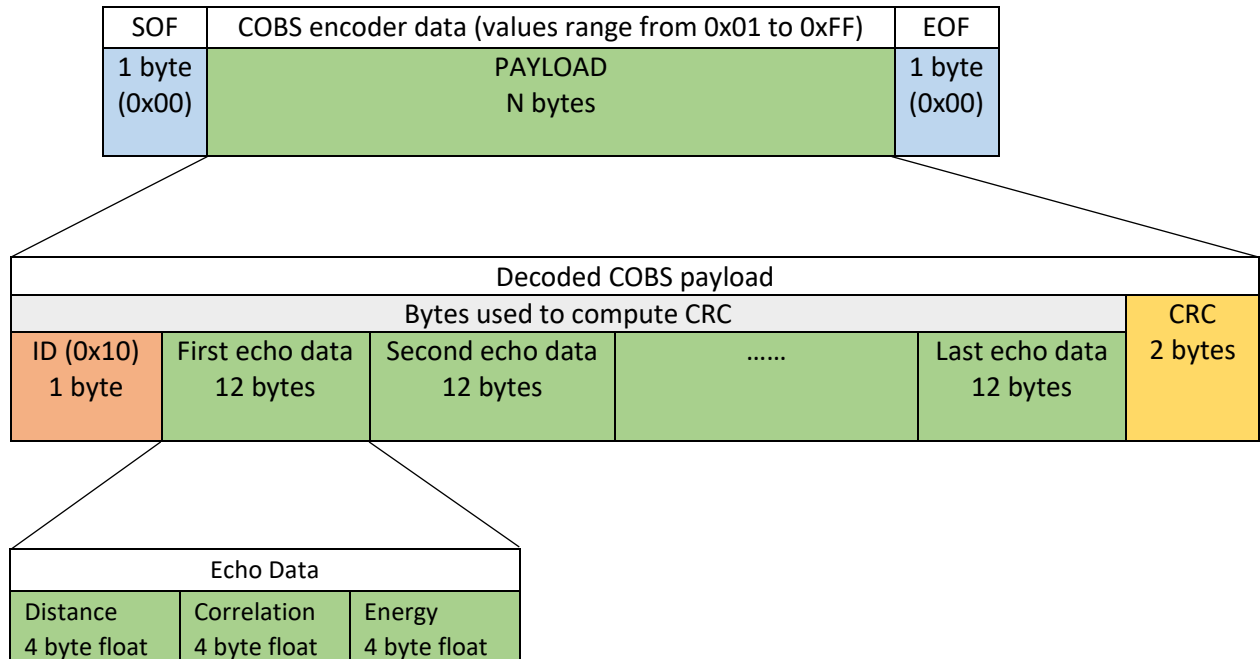 SOF COBS encoder data (values range from 0x01 to 0xFF) EOF
1 byte PAYLOAD 1 byte
(0x00) N bytes (0x00)
Decoded COBS payload
Bytes used to compute CRC CRC
ID (0x10) First echo data Second echo data ...... Last echo data 2 bytes
1 byte 12 bytes 12 bytes 12 bytes
Echo Data
Distance Correlation Energy
4 byte float 4 byte float 4 byte float